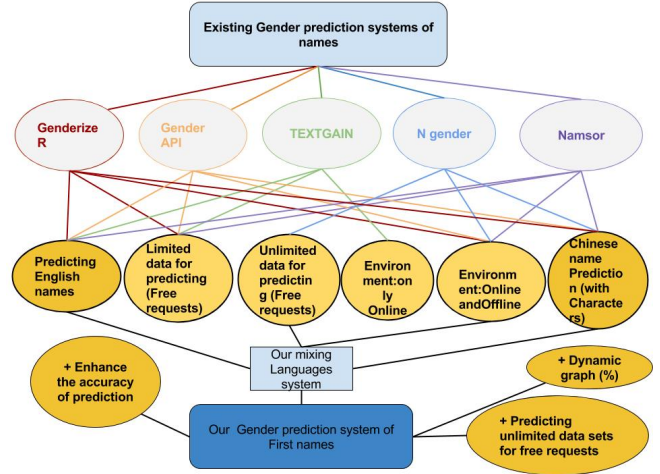 Existing Gender prediction systems of
names
Genderize
R
Gender
API
TEXTGAIN
N gender
Namsor
Predicting
English
names
Limited
data for
predicting
(Free
requests)
Unlimited
data for
predictin
g (Free
requests)
Environ
ment:on
ly
Online
Environm
ent:Online
andOffline
Chinese
name
Predictio
n (with
Characte
rs)
+ Enhance
the accuracy
of prediction
Our mixing
Languages
system
+ Dynamic
graph (%)
Our Gender prediction system of
First names
+ Predicting
unlimited data sets
for free requests